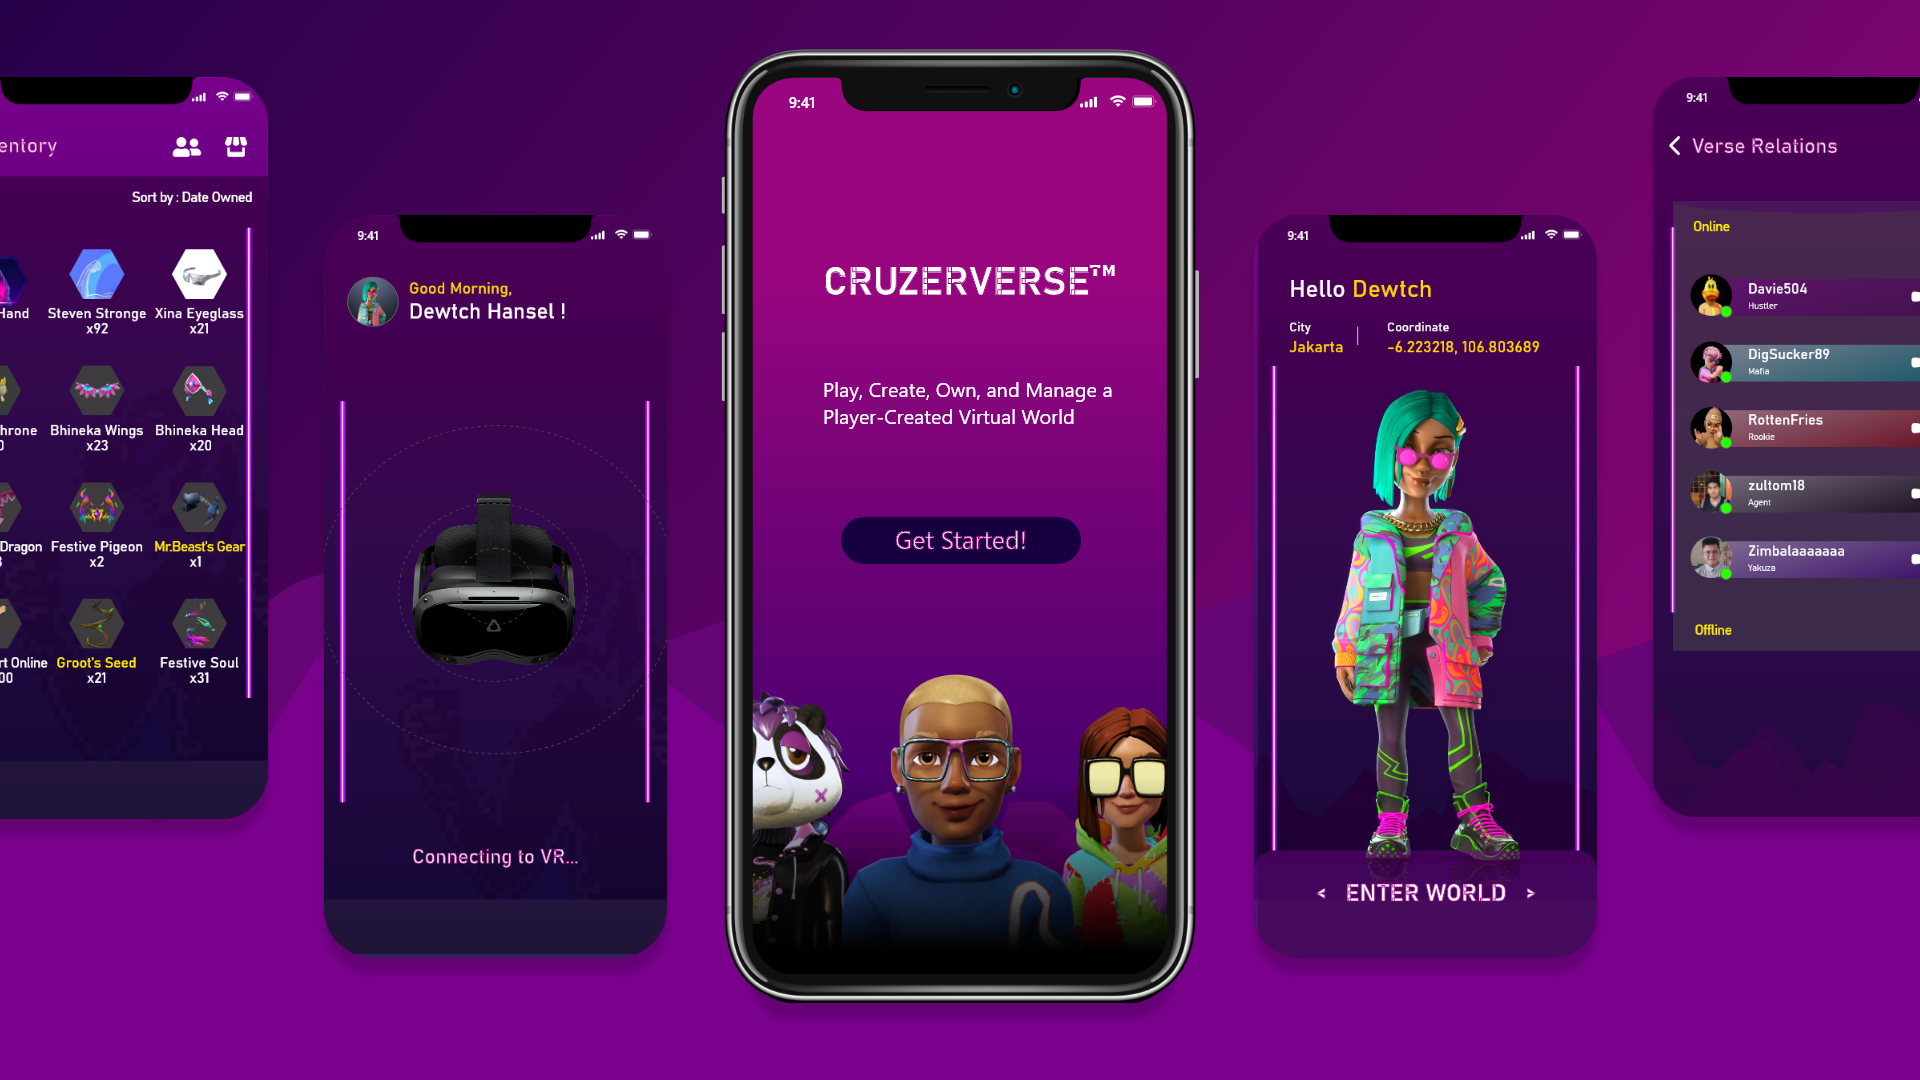 entory
Sort by : Date Owned
Hand
Steven Stronge
x92
Xina Eyeglass
x21
hrone
0
Bhineka Wings
x23
Bhineka Head
x20
Dragon
Festive Pigeon
x2
Mr.Beast's Gear
x1
rt Online
00
Groot's Seed
x21
Festive Soul
x31
9:41
Good Morning,
Dewtch Hansel !
Connecting to VR...
9:41
CRUZERVERSE™
Play, Create, Own, and Manage a
Player-Created Virtual World
Get Started!
9:41
Hello Dewtch
City
Jakarta
Coordinate
-6.223218, 106.803689
< ENTER WORLD >
9:41
Verse Relations
Online
Davie504
Hustler
DigSucker89
Mafia
RottenFries
Rookie
zultom18
Agent
Zimbalaaaaaaa
Yakuza
Offline